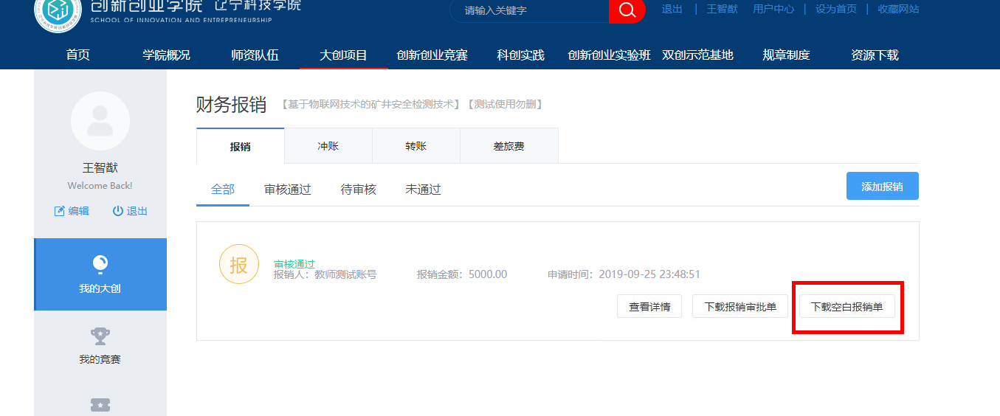 创新创业学院 辽宁科技学院
SCHOOL OF INNOVATION AND ENTREPRENEURSHIP
请输入关键字
退出 | 王智猷 用户中心 | 设为首页 | 收藏网站
首页 学院概况 师资队伍 大创项目 创新创业竞赛 科创实践 创新创业实验班 双创示范基地 规章制度 资源下载
王智猷
Welcome Back!
编辑 退出
我的大创
我的竞赛
财务报销 【基于物联网技术的矿井安全检测技术】【测试使用勿删】
报销 冲账 转账 差旅费
全部 审核通过 待审核 未通过 添加报销
报
审核通过
报销人：教师测试账号 报销金额：5000.00 申请时间：2019-09-25 23:48:51
查看详情 下载报销审批单 下载空白报销单